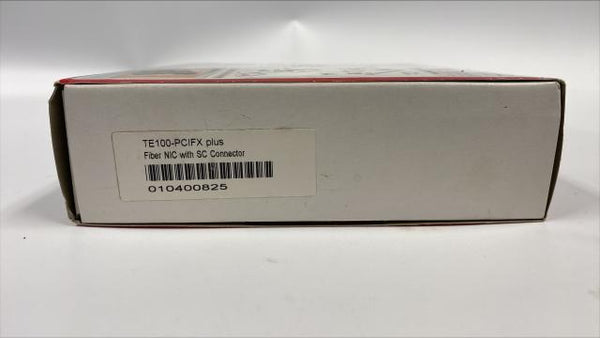 TE100-PCIFX plus
Fiber NIC with SC Connector
010400825